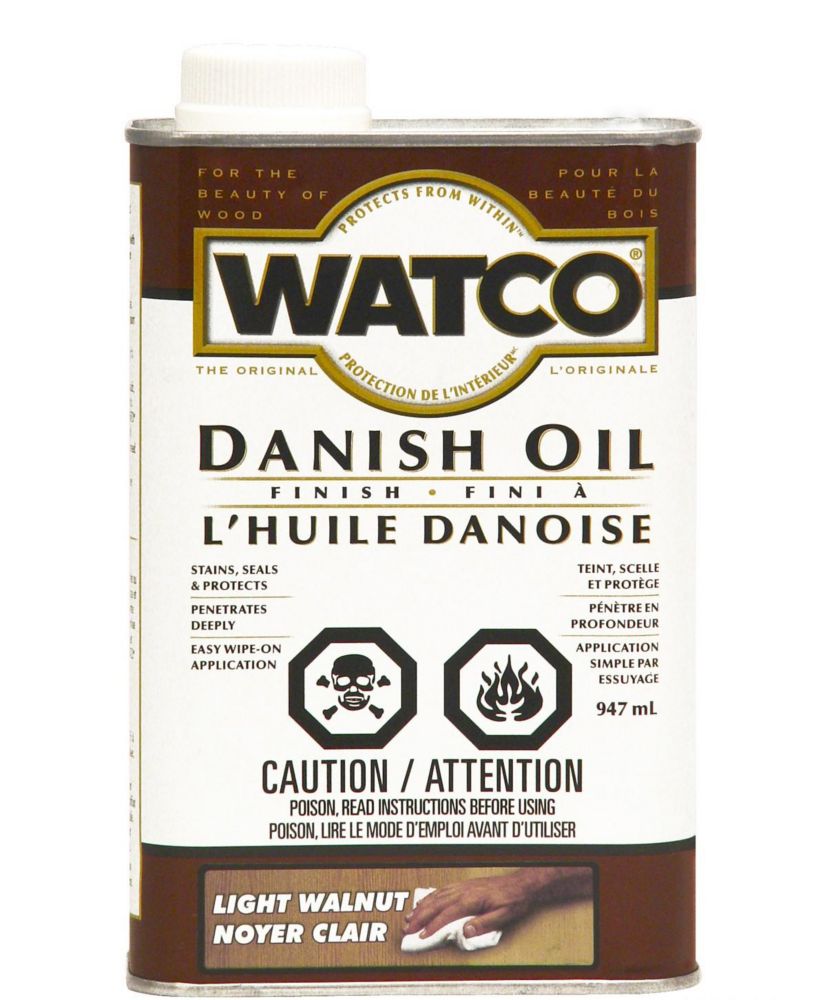 FOR THE
BEAUTY OF
WOOD
POUR LA
BEAUTÉ DU
BOIS
PROTECTS FROM WITHIN™
WATCO®
PROTECTION DE L'INTÉRIEUR MC
THE ORIGINAL
L'ORIGINALE
DANISH OIL
FINISH • FINI À
L'HUILE DANOISE
STAINS, SEALS
& PROTECTS
PENETRATES
DEEPLY
EASY WIPE-ON
APPLICATION
TEINT, SCELLE
ET PROTÈGE
PÉNÈTRE EN
PROFONDEUR
APPLICATION
SIMPLE PAR
ESSUYAGE
947 mL
CAUTION / ATTENTION
POISON, READ INSTRUCTIONS BEFORE USING
POISON, LIRE LE MODE D'EMPLOI AVANT D'UTILISER
LIGHT WALNUT
NOYER CLAIR